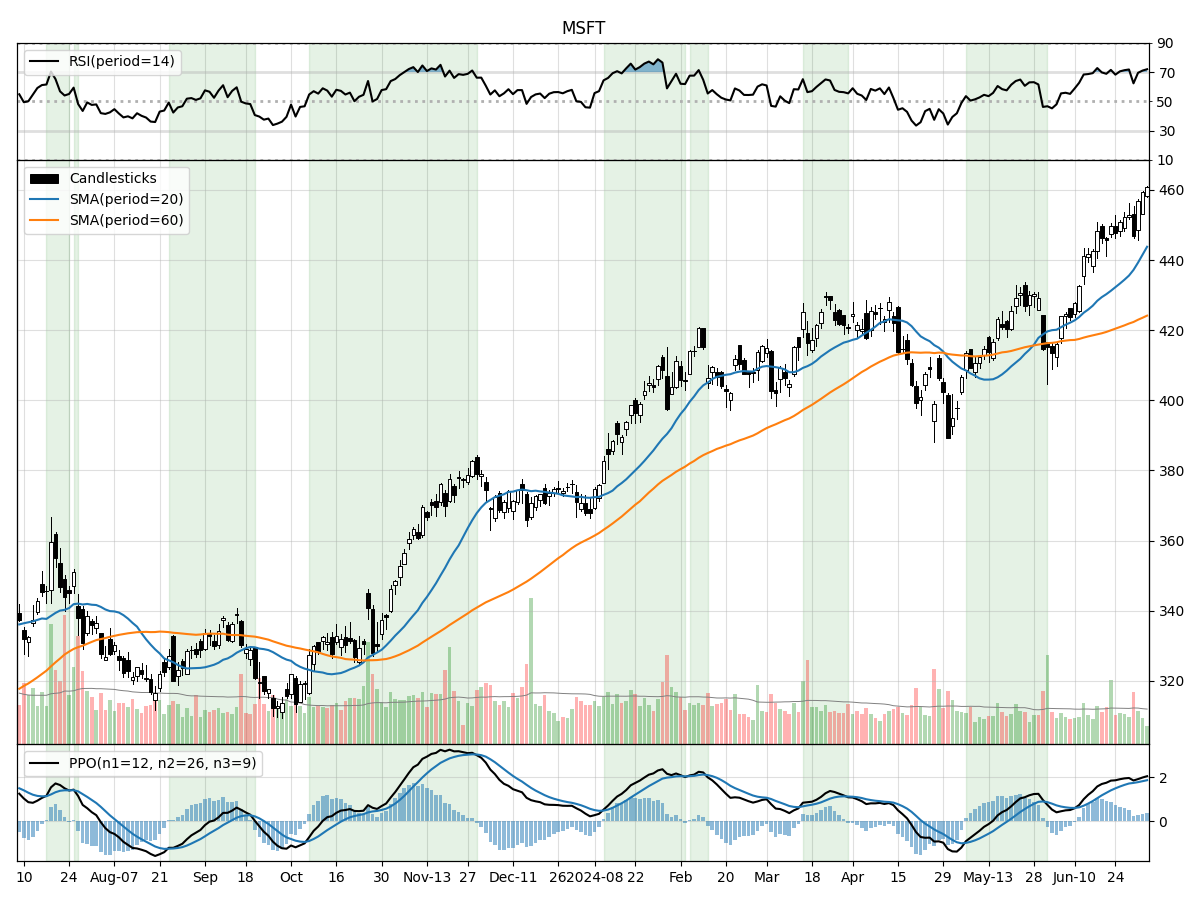 MSFT
RSI(period=14)
90
70
50
30
10
Candlesticks
SMA(period=20)
SMA(period=60)
460
440
420
400
380
360
340
320
PPO(n1=12, n2=26, n3=9)
2
0
10 24 Aug-07 21 Sep 18 Oct 16 30 Nov-13 27 Dec-11 26 2024-08 22 Feb 20 Mar 18 Apr 15 29 May-13 28 Jun-10 24